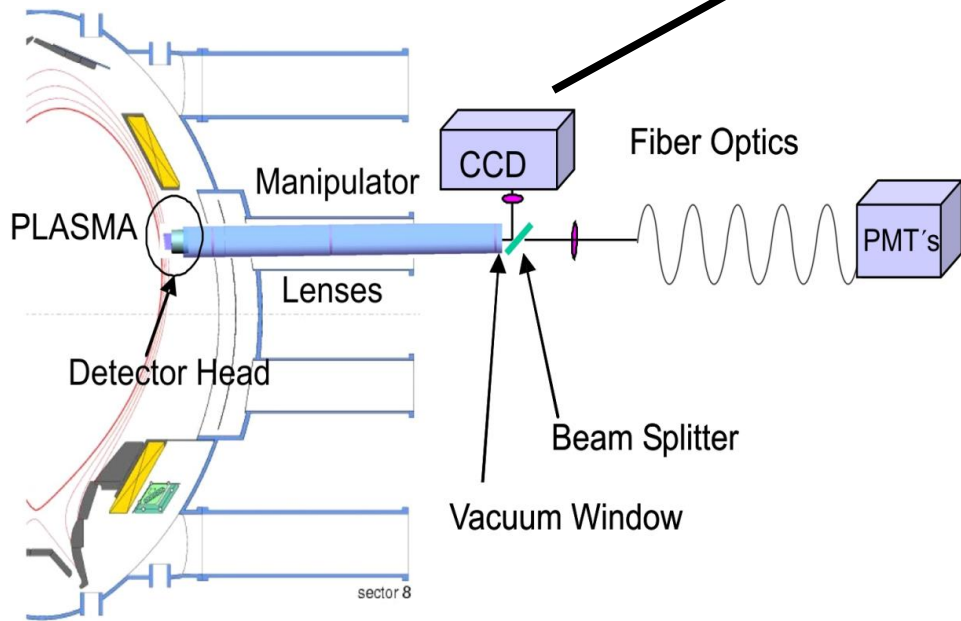 CCD
Fiber Optics
Manipulator
PLASMA
PMT´s
Lenses
Detector Head
Beam Splitter
Vacuum Window
sector 8